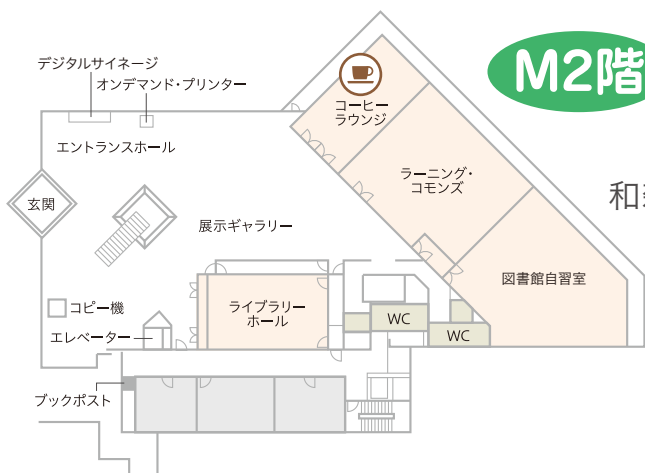 M2階
デジタルサイネージ
オンデマンド・プリンター
コーヒー
ラウンジ
エントランスホール
ラーニング・
コモンズ
和
玄関
展示ギャラリー
図書館自習室
コピー機
ライブラリー
ホール
エレベーター
WC
WC
ブックポスト